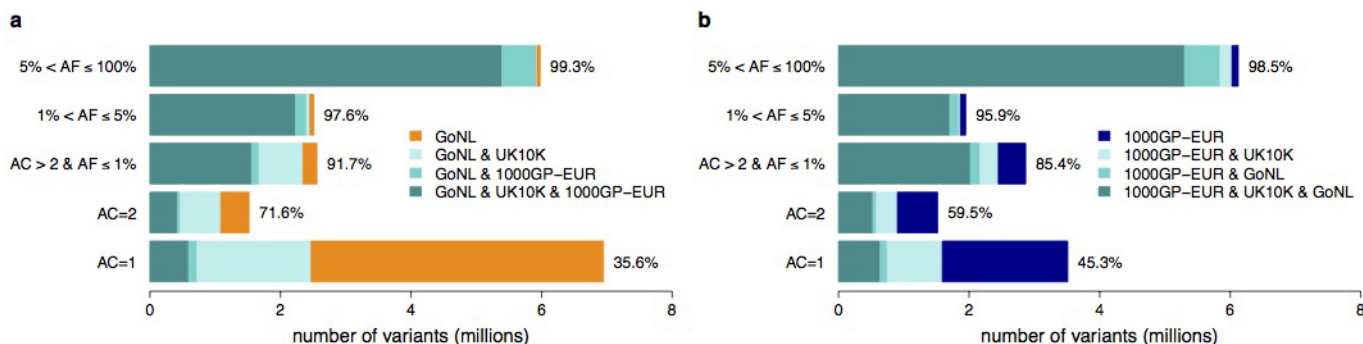 a
5% < AF ≤ 100%
99.3%
1% < AF ≤ 5%
97.6%
AC > 2 & AF ≤ 1%
91.7%
AC=2
71.6%
AC=1
35.6%
GoNL
GoNL & UK10K
GoNL & 1000GP−EUR
GoNL & UK10K & 1000GP−EUR
0 2 4 6 8
number of variants (millions)
b
5% < AF ≤ 100%
98.5%
1% < AF ≤ 5%
95.9%
AC > 2 & AF ≤ 1%
85.4%
AC=2
59.5%
AC=1
45.3%
1000GP−EUR
1000GP−EUR & UK10K
1000GP−EUR & GoNL
1000GP−EUR & UK10K & GoNL
0 2 4 6 8
number of variants (millions)